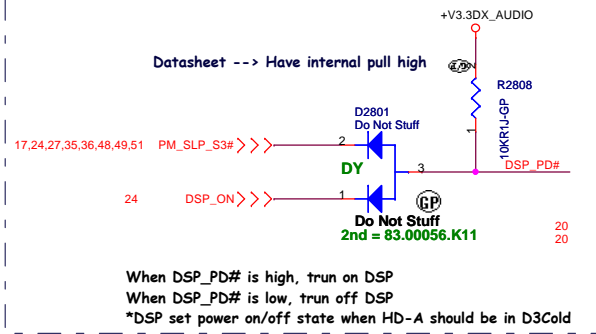 +V3.3DX_AUDIO
Datasheet --> Have internal pull high
2
R2808
10KR1J-GP
D2801
Do Not Stuff
1
17,24,27,35,36,48,49,51 PM_SLP_S3#
2
DY
3
DSP_PD#
24 DSP_ON
1
GP
Do Not Stuff
2nd = 83.00056.K11
20
20
When DSP_PD# is high, trun on DSP
When DSP_PD# is low, trun off DSP
*DSP set power on/off state when HD-A should be in D3Cold